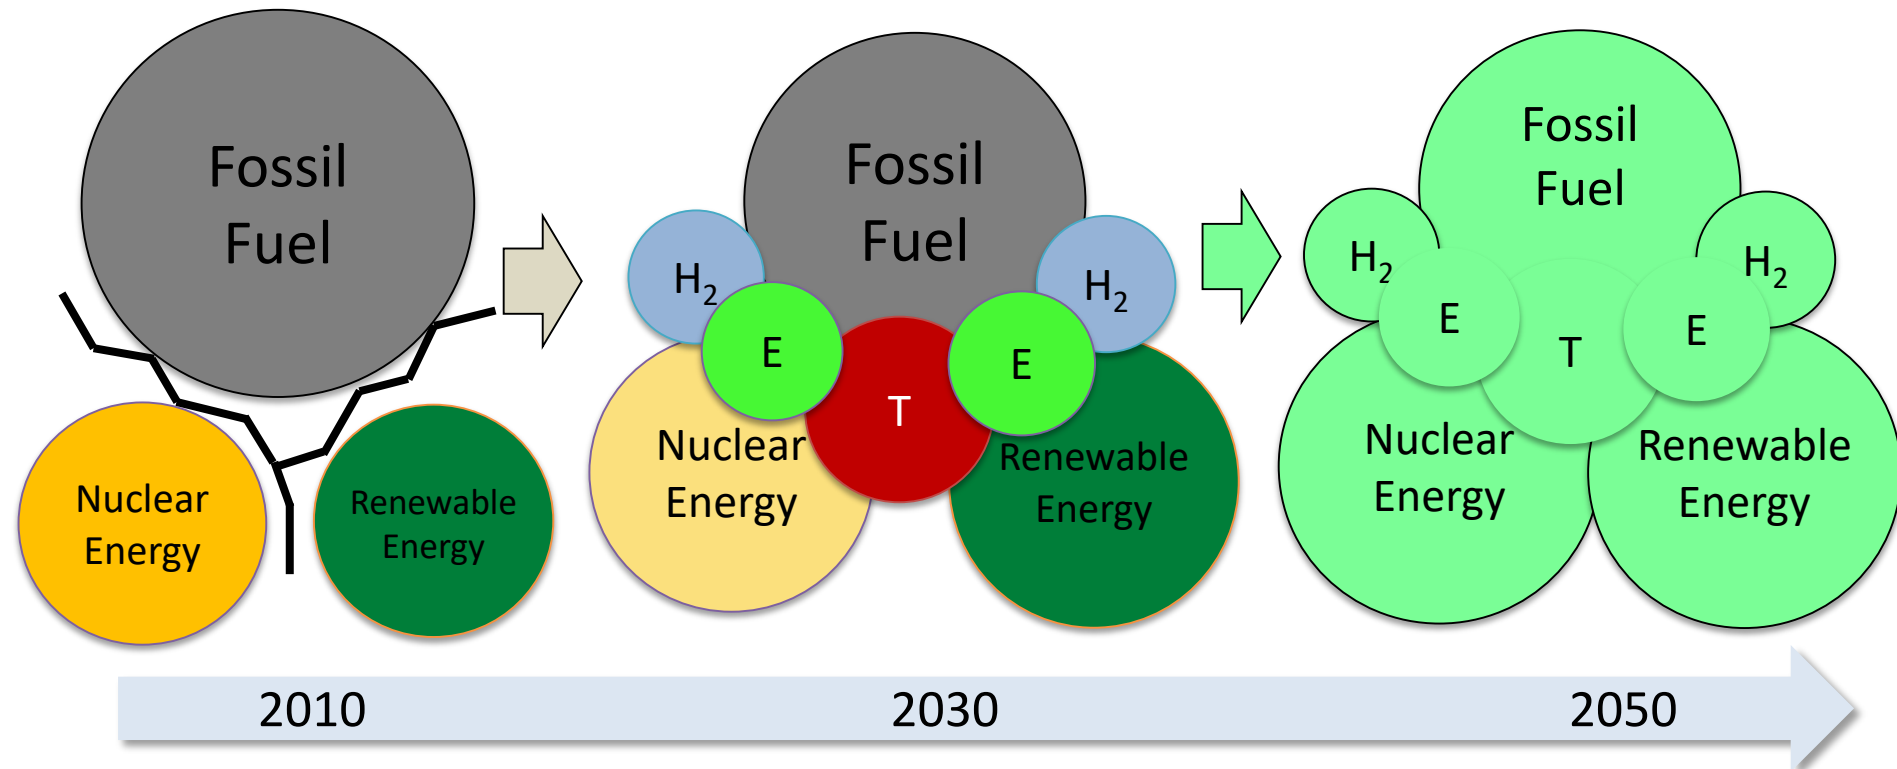 Fossil
Fuel
Nuclear
Energy
Renewable
Energy
Fossil
Fuel
H₂
H₂
E
E
T
Nuclear
Energy
Renewable
Energy
Fossil
Fuel
H₂
H₂
E
E
T
Nuclear
Energy
Renewable
Energy
2010
2030
2050